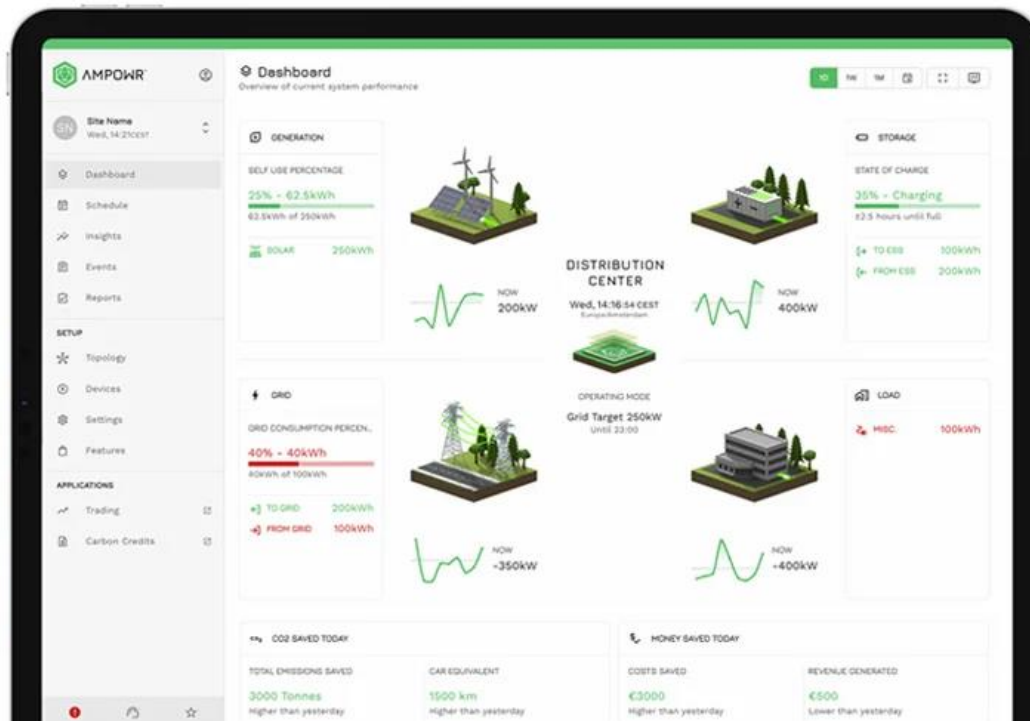 AMPOWR
Dashboard
Overview of current system performance
1D 1W 1M
SN
Site Name
Wed, 14:21CEST
Dashboard
Schedule
Insights
Events
Reports
SETUP
Topology
Devices
Settings
Features
APPLICATIONS
Trading
Carbon Credits
GENERATION
SELF USE PERCENTAGE
25% - 62.5kWh
62.5kWh of 250kWh
SOLAR 250kWh
NOW
200kW
DISTRIBUTION
CENTER
Wed, 14:16:54 CEST
Europe/Amsterdam
STORAGE
STATE OF CHARGE
35% - Charging
±2.5 hours until full
TO ESS 100kWh
FROM ESS 200kWh
NOW
400kW
GRID
GRID CONSUMPTION PERCEN...
40% - 40kWh
40kWh of 100kWh
TO GRID 200kWh
FROM GRID 100kWh
NOW
-350kW
OPERATING MODE
Grid Target 250kW
Until 23:00
LOAD
MISC. 100kWh
NOW
-400kW
CO2 SAVED TODAY
TOTAL EMISSIONS SAVED
3000 Tonnes
Higher than yesterday
CAR EQUIVALENT
1500 km
Higher than yesterday
MONEY SAVED TODAY
COSTS SAVED
€3000
Higher than yesterday
REVENUE GENERATED
€500
Lower than yesterday